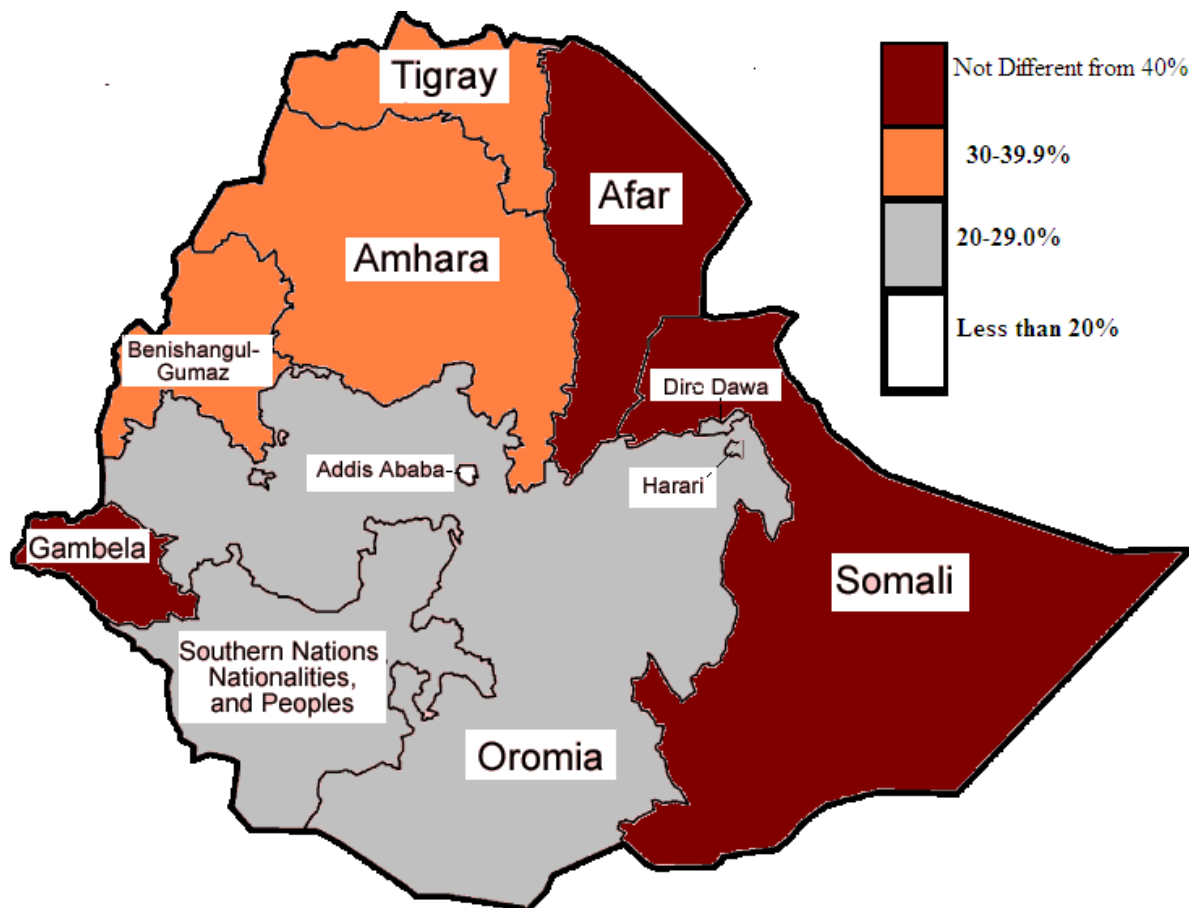 Tigray
Not Different from 40%
30-39.9%
Afar
20-29.0%
Amhara
Less than 20%
Benishangul-
Gumaz
Dirc Dawa
Addis Ababa
Harari
Gambela
Somali
Southern Nations
Nationalities,
and Peoples
Oromia